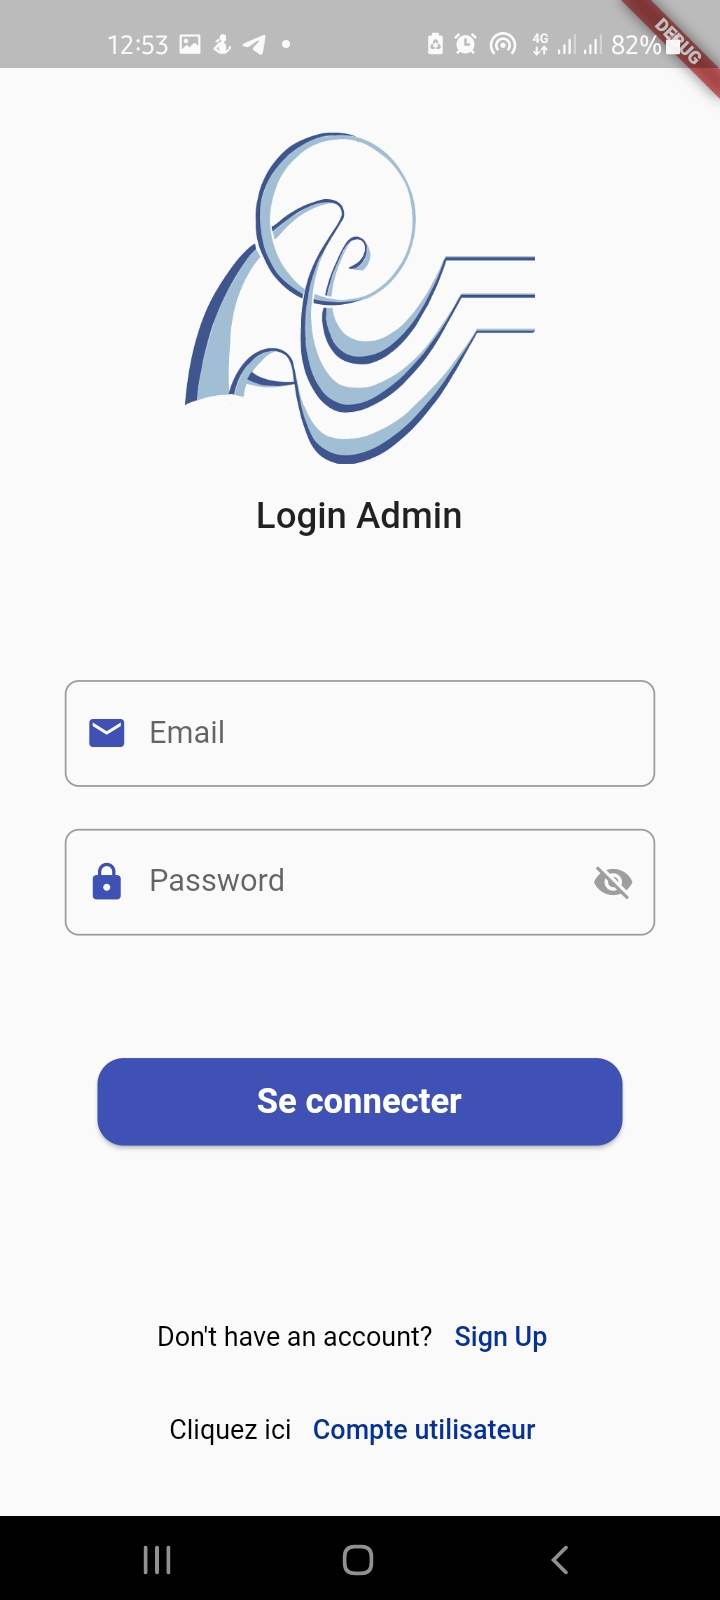 12:53 4G 82%
DEBUG
Login Admin
Email
Password
Se connecter
Don't have an account? Sign Up
Cliquez ici Compte utilisateur